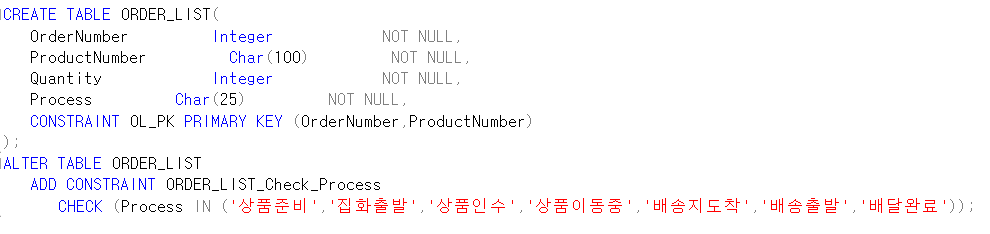 CREATE TABLE ORDER_LIST(
OrderNumber Integer NOT NULL,
ProductNumber Char(100) NOT NULL,
Quantity Integer NOT NULL,
Process Char(25) NOT NULL,
CONSTRAINT OL_PK PRIMARY KEY (OrderNumber,ProductNumber)
);
ALTER TABLE ORDER_LIST
ADD CONSTRAINT ORDER_LIST_Check_Process
CHECK (Process IN ('상품준비','집화출발','상품인수','상품이동중','배송지도착','배송출발','배달완료'));